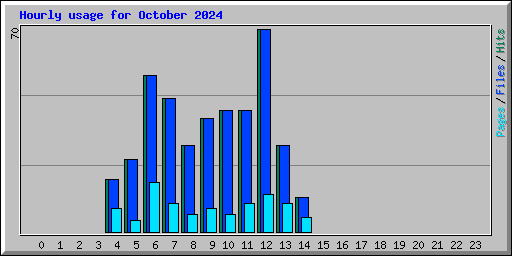 Hourly usage for October 2024
70
Pages/Files/Hits
0 1 2 3 4 5 6 7 8 9 10 11 12 13 14 15 16 17 18 19 20 21 22 23